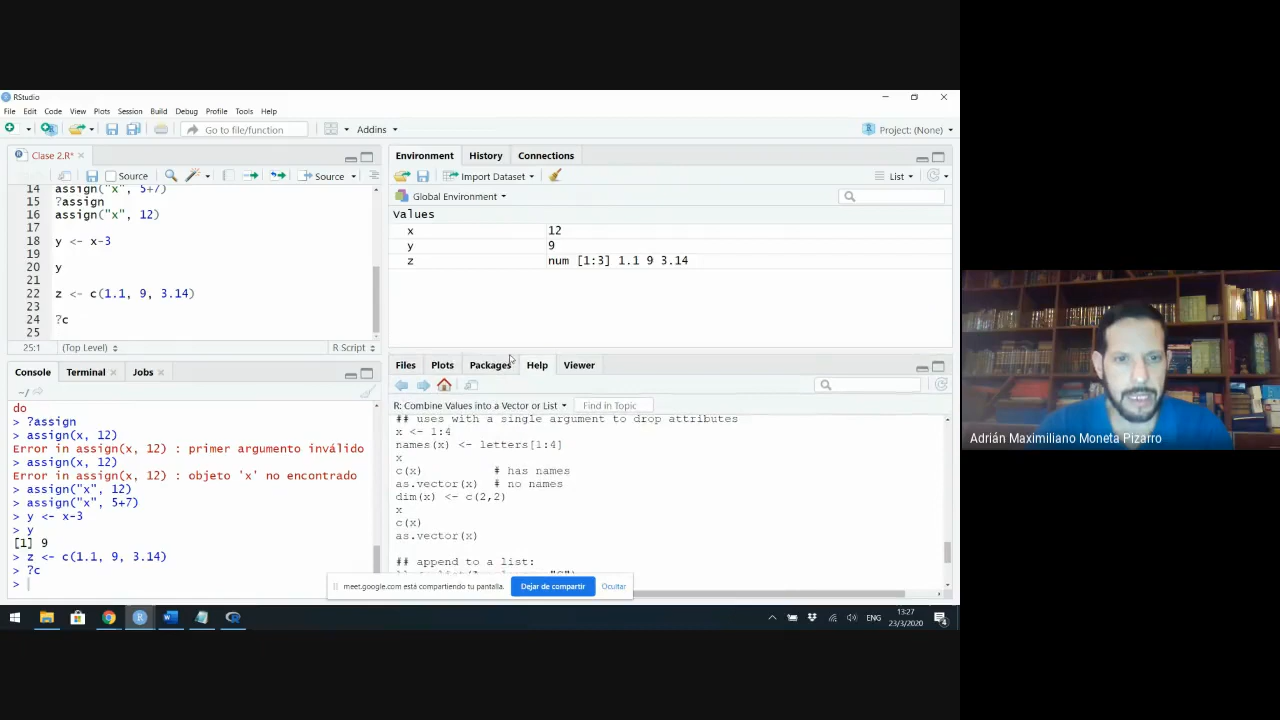 RStudio
File Edit Code View Plots Session Build Debug Profile Tools Help
Go to file/function
Addins
Project: (None)
Clase 2.R*
Source
Source
14 assign("x", 5+7)
15 ?assign
16 assign("x", 12)
17
18 y <- x-3
19
20 y
21
22 z <- c(1.1, 9, 3.14)
23
24 ?c
25
25:1 (Top Level) R Script
Console Terminal Jobs
~/
do
> ?assign
> assign(x, 12)
Error in assign(x, 12) : primer argumento inválido
> assign(x, 12)
Error in assign(x, 12) : objeto 'x' no encontrado
> assign("x", 12)
> assign("x", 5+7)
> y <- x-3
> y
[1] 9
> z <- c(1.1, 9, 3.14)
> ?c
>
Environment History Connections
Import Dataset
List
Global Environment
Values
x 12
y 9
z num [1:3] 1.1 9 3.14
Files Plots Packages Help Viewer
R: Combine Values into a Vector or List
Find in Topic
## uses with a single argument to drop attributes
x <- 1:4
names(x) <- letters[1:4]
x
c(x) # has names
as.vector(x) # no names
dim(x) <- c(2,2)
x
c(x)
as.vector(x)
## append to a list:
meet.google.com está compartiendo tu pantalla.
Dejar de compartir
Ocultar
ENG
13:27
23/3/2020
4
Adrián Maximiliano Moneta Pizarro